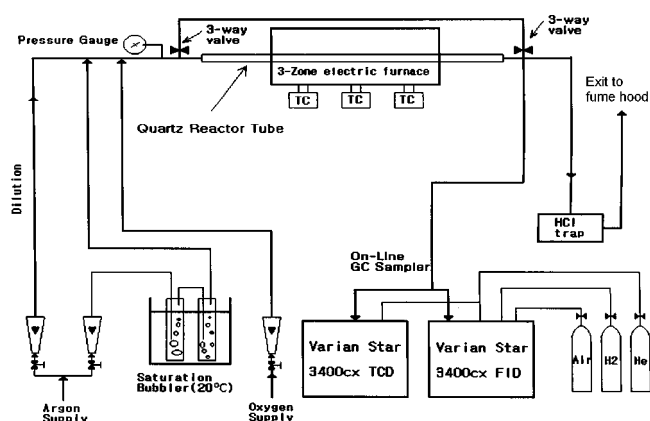 3-way
valve
3-way
valve
Pressure Gauge
3-Zone electric furnace
TC
TC
TC
Exit to
fume hood
Quartz Reactor Tube
Dilution
HCl
trap
On-Line
GC Sampler
Varian Star
3400cx TCD
Varian Star
3400cx FID
Air
H2
He
Saturation
Bubbler(20°C)
Argon
Supply
Oxygen
Supply